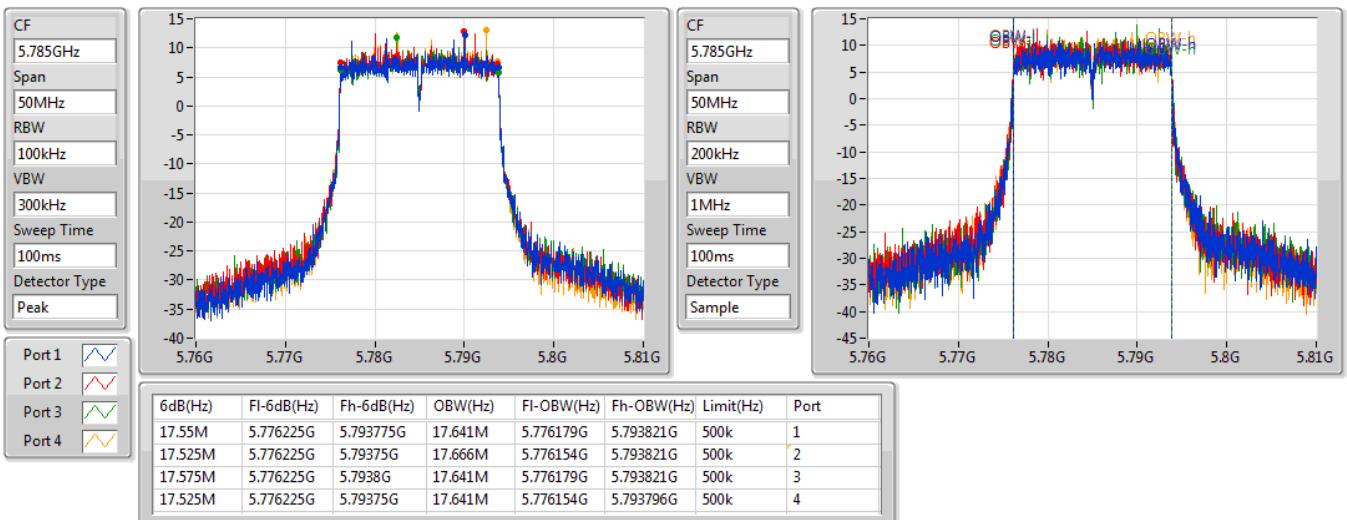 CF
5.785GHz
Span
50MHz
RBW
100kHz
VBW
300kHz
Sweep Time
100ms
Detector Type
Peak
15
10
5
0
-5
-10
-15
-20
-25
-30
-35
-40
5.76G 5.77G 5.78G 5.79G 5.8G 5.81G
CF
5.785GHz
Span
50MHz
RBW
200kHz
VBW
1MHz
Sweep Time
100ms
Detector Type
Sample
15
10
5
0
-5
-10
-15
-20
-25
-30
-35
-40
-45
OBW-l OBW-h
5.76G 5.77G 5.78G 5.79G 5.8G 5.81G
Port 1
Port 2
Port 3
Port 4
6dB(Hz) Fl-6dB(Hz) Fh-6dB(Hz) OBW(Hz) Fl-OBW(Hz) Fh-OBW(Hz) Limit(Hz) Port
17.55M 5.776225G 5.793775G 17.641M 5.776179G 5.793821G 500k 1
17.525M 5.776225G 5.79375G 17.666M 5.776154G 5.793821G 500k 2
17.575M 5.776225G 5.7938G 17.641M 5.776179G 5.793821G 500k 3
17.525M 5.776225G 5.79375G 17.641M 5.776154G 5.793796G 500k 4